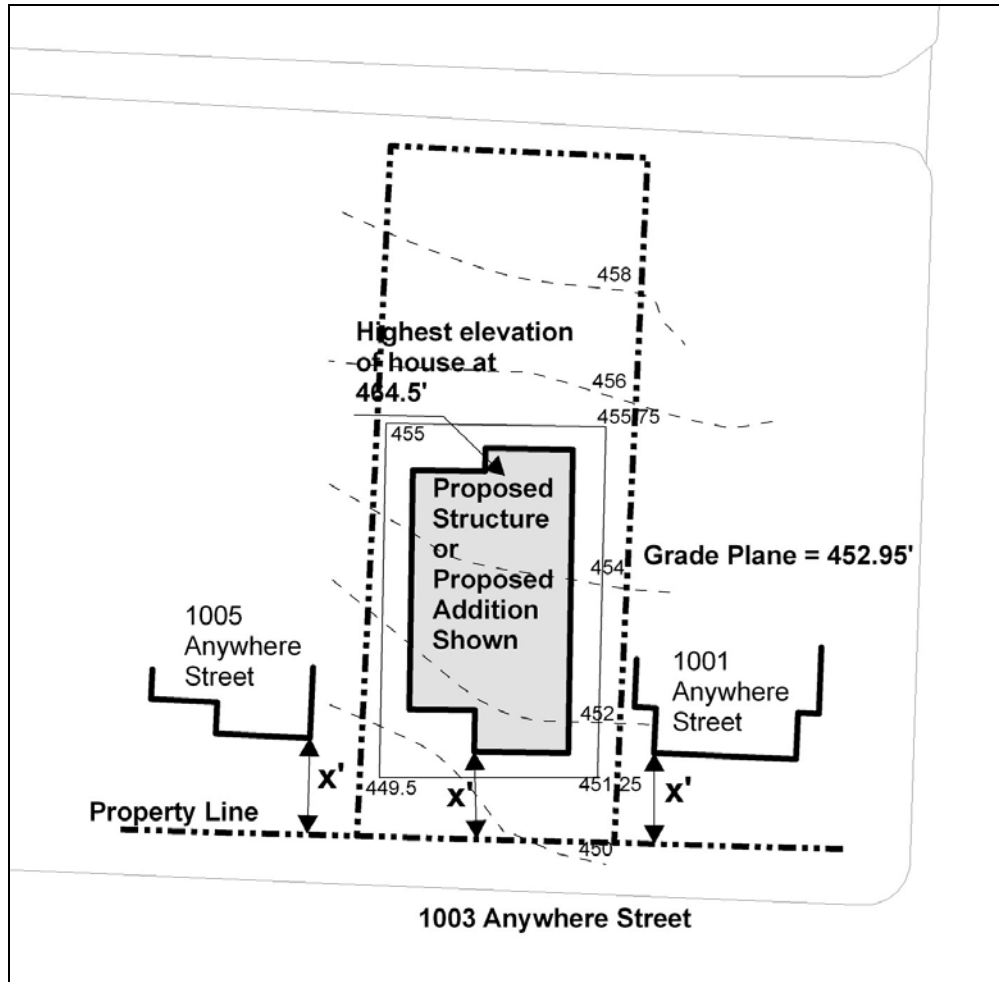 458
Highest elevation
of house at
464.5'
456
455.75
455
Proposed
Structure
or
Proposed
Addition
Shown
454
Grade Plane = 452.95'
1005
Anywhere
Street
1001
Anywhere
Street
452
449.5
451.25
x'
x'
x'
Property Line
450
1003 Anywhere Street